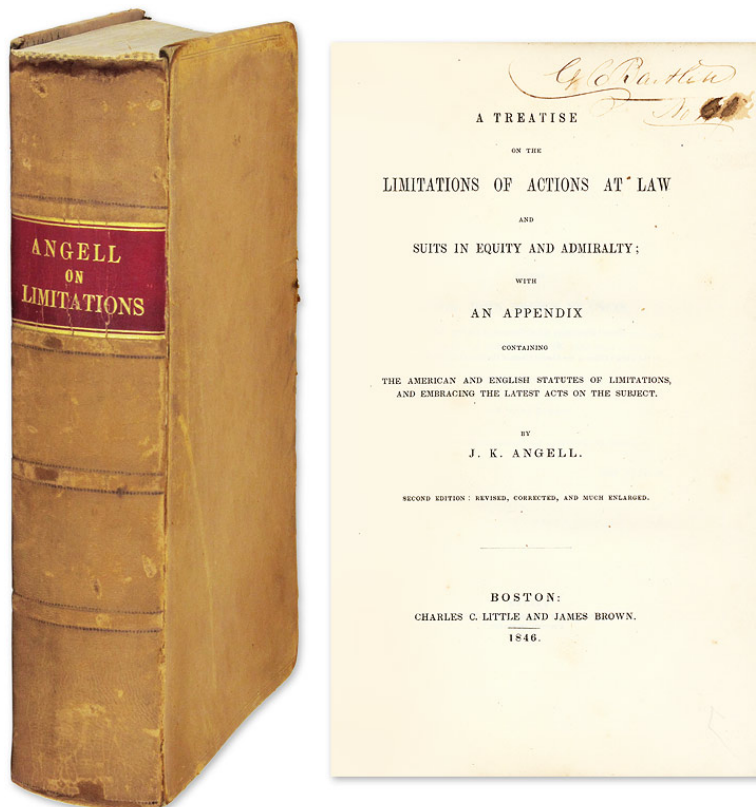 ANGELL
ON
LIMITATIONS
A TREATISE
ON THE
LIMITATIONS OF ACTIONS AT LAW
AND
SUITS IN EQUITY AND ADMIRALTY;
WITH
AN APPENDIX
CONTAINING
THE AMERICAN AND ENGLISH STATUTES OF LIMITATIONS,
AND EMBRACING THE LATEST ACTS ON THE SUBJECT.
BY
J. K. ANGELL.
SECOND EDITION: REVISED, CORRECTED, AND MUCH ENLARGED.
BOSTON:
CHARLES C. LITTLE AND JAMES BROWN.
1846.